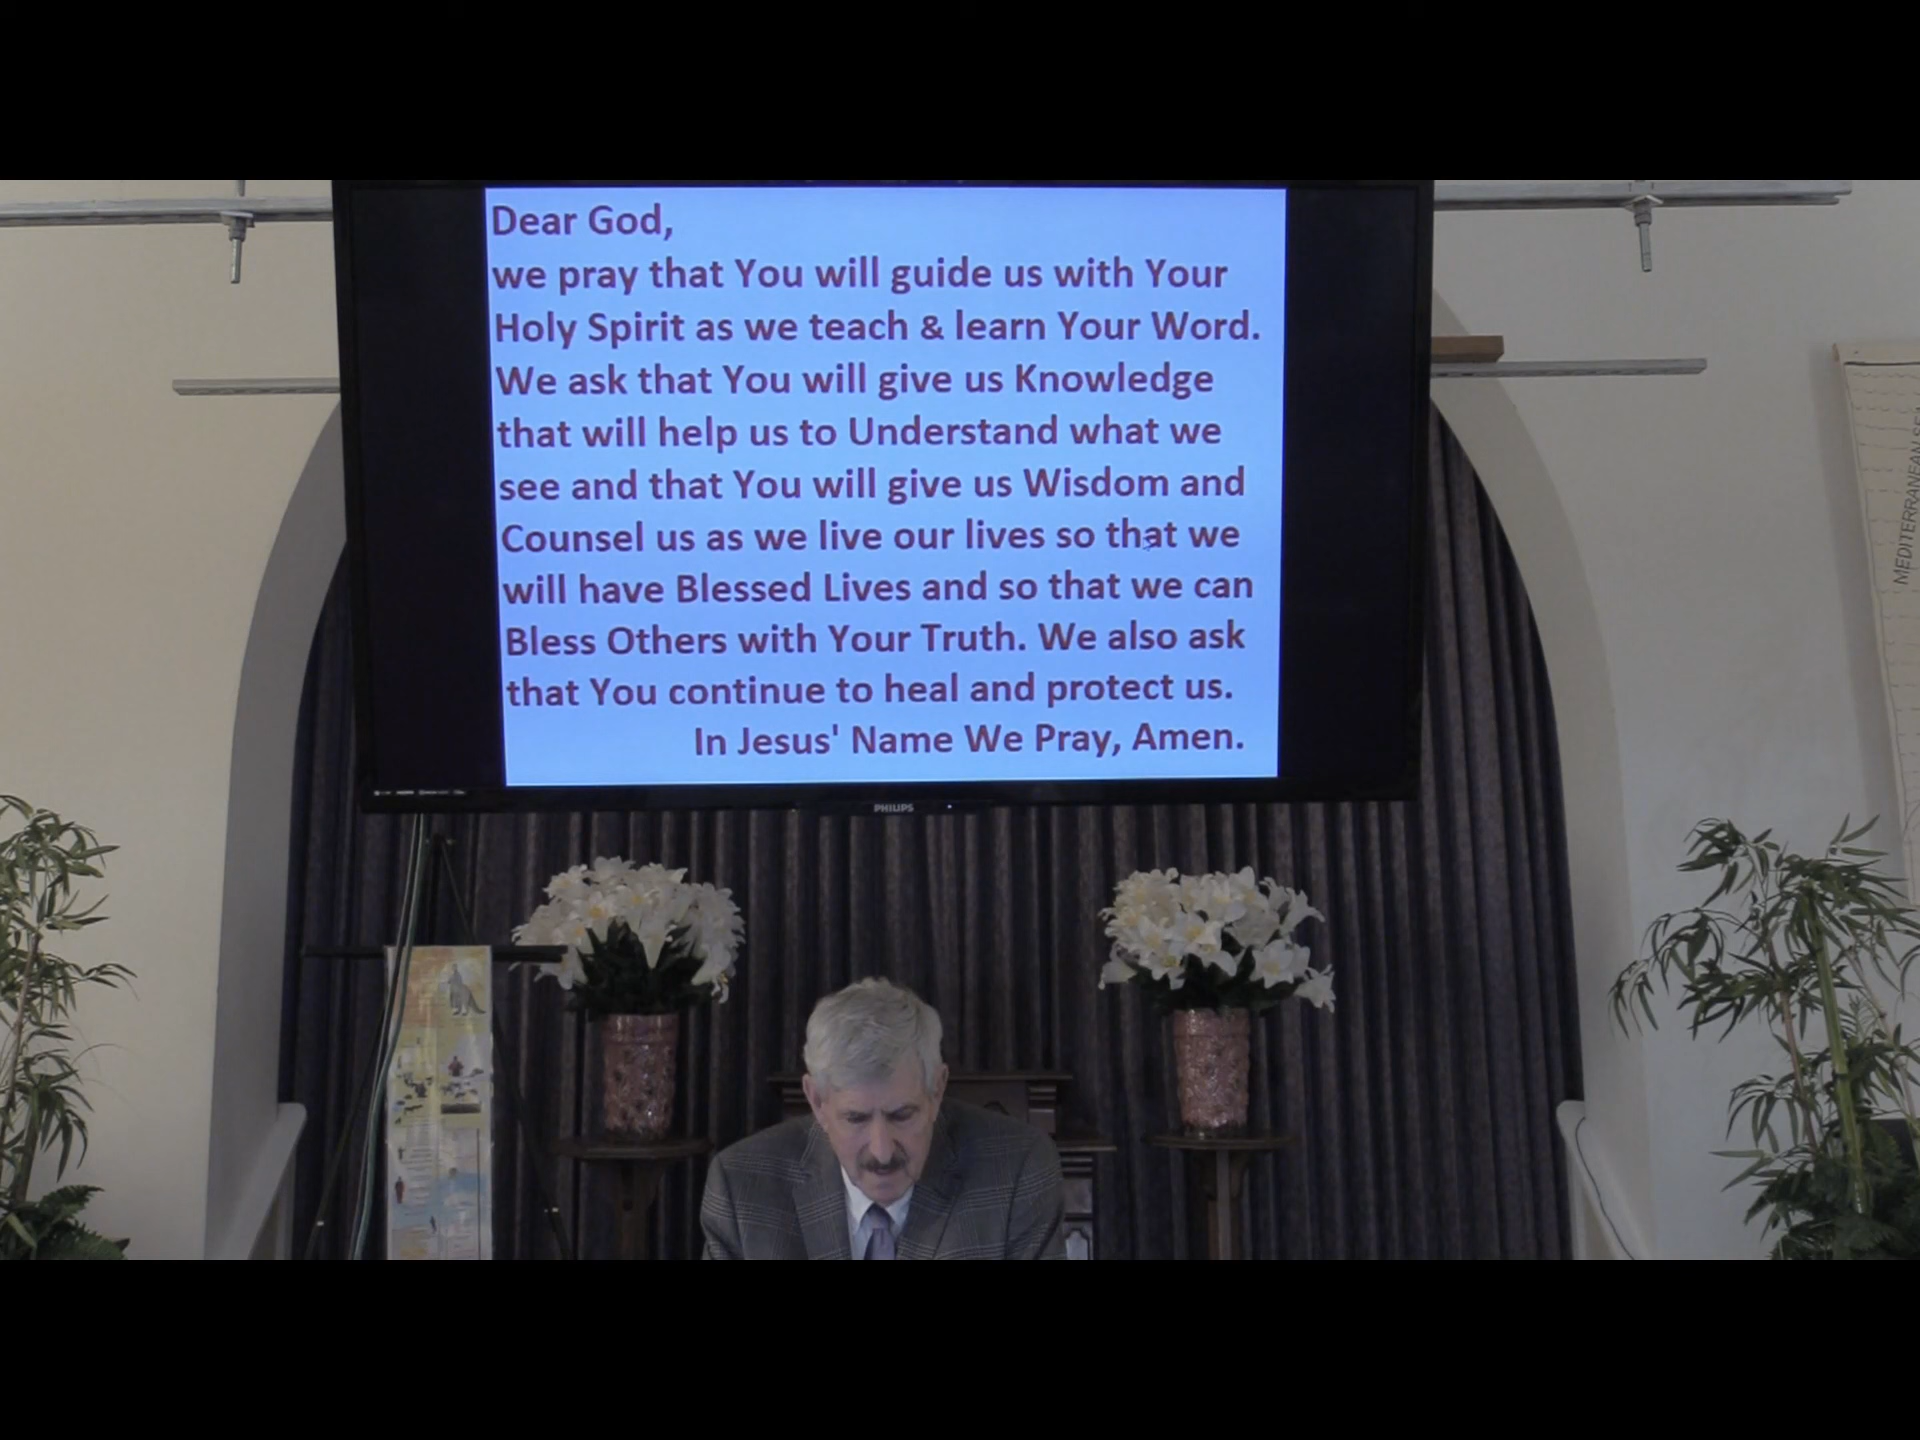 Dear God,
we pray that You will guide us with Your
Holy Spirit as we teach & learn Your Word.
We ask that You will give us Knowledge
that will help us to Understand what we
see and that You will give us Wisdom and
Counsel us as we live our lives so that we
will have Blessed Lives and so that we can
Bless Others with Your Truth. We also ask
that You continue to heal and protect us.
In Jesus' Name We Pray, Amen.
PHILIPS
MEDITERRANEAN SEA